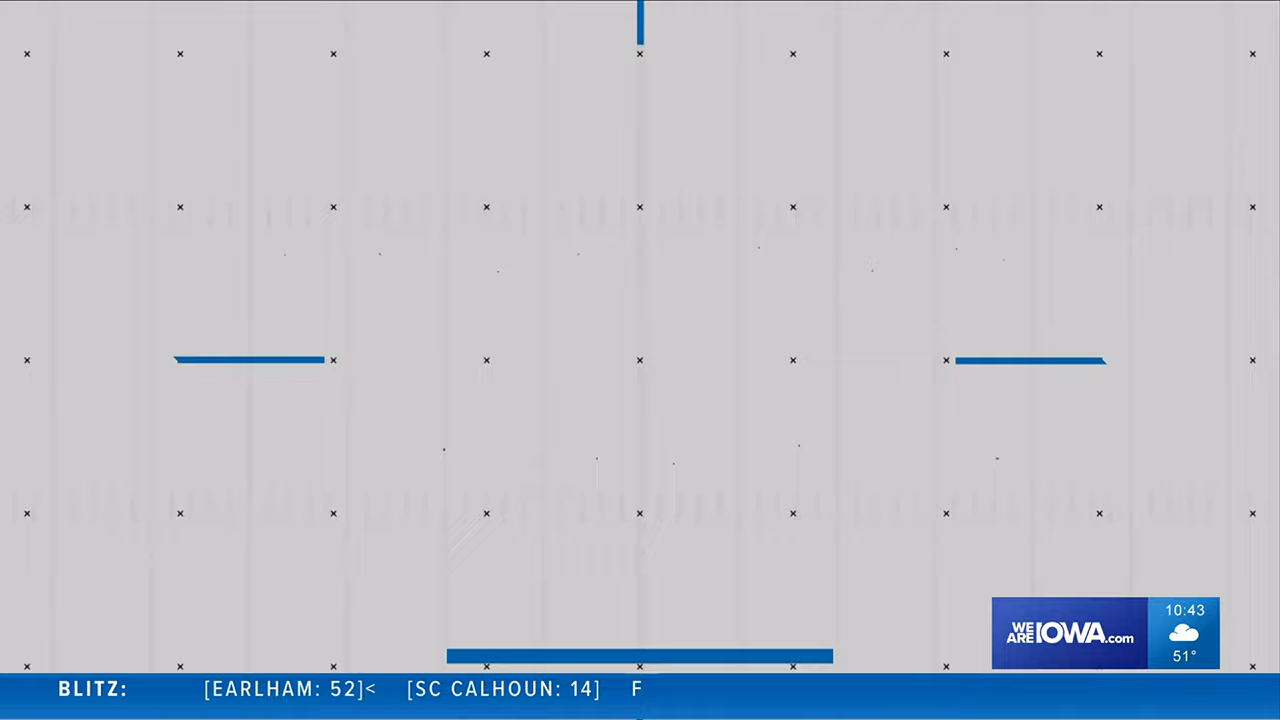 WE
ARE IOWA.com
10:43
51°
BLITZ: [EARLHAM: 52]< [SC CALHOUN: 14] F